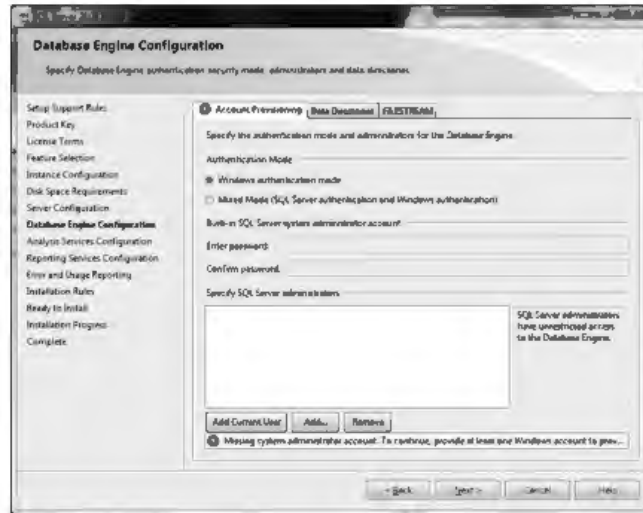 Database Engine Configuration
Specify Database Engine authentication security mode, administrators and data directories.
Setup Support Rules
Product Key
License Terms
Feature Selection
Instance Configuration
Disk Space Requirements
Server Configuration
Database Engine Configuration
Analysis Services Configuration
Reporting Services Configuration
Error and Usage Reporting
Installation Rules
Ready to Install
Installation Progress
Complete
Account Provisioning Data Directories FILESTREAM
Specify the authentication mode and administrators for the Database Engine.
Authentication Mode
Windows authentication mode
Mixed Mode (SQL Server authentication and Windows authentication)
Built-in SQL Server system administrator account
Enter password:
Confirm password:
Specify SQL Server administrators
SQL Server administrators
have unrestricted access
to the Database Engine.
Add Current User Add... Remove
Missing system administrator account. To continue, provide at least one Windows account to prov...
< Back Next > Cancel Help